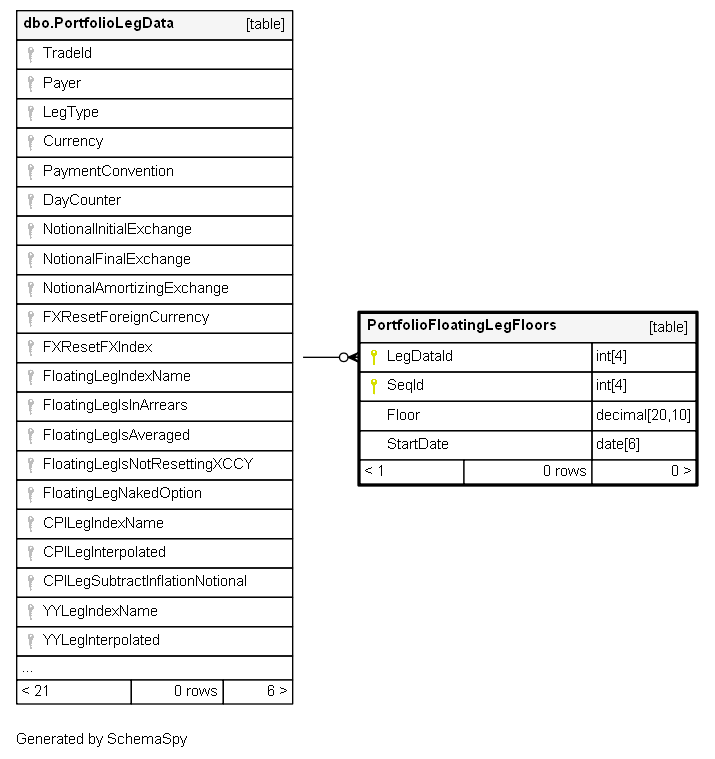 dbo.PortfolioLegData [table]
TradeId
Payer
LegType
Currency
PaymentConvention
DayCounter
NotionalInitialExchange
NotionalFinalExchange
NotionalAmortizingExchange
FXResetForeignCurrency
FXResetFXIndex
FloatingLegIndexName
FloatingLegIsInArrears
FloatingLegIsAveraged
FloatingLegIsNotResettingXCCY
FloatingLegNakedOption
CPILegIndexName
CPILegInterpolated
CPILegSubtractInflationNotional
YYLegIndexName
YYLegInterpolated
...
< 21 0 rows 6 >
PortfolioFloatingLegFloors [table]
LegDataId int[4]
SeqId int[4]
Floor decimal[20,10]
StartDate date[6]
< 1 0 rows 0 >
Generated by SchemaSpy